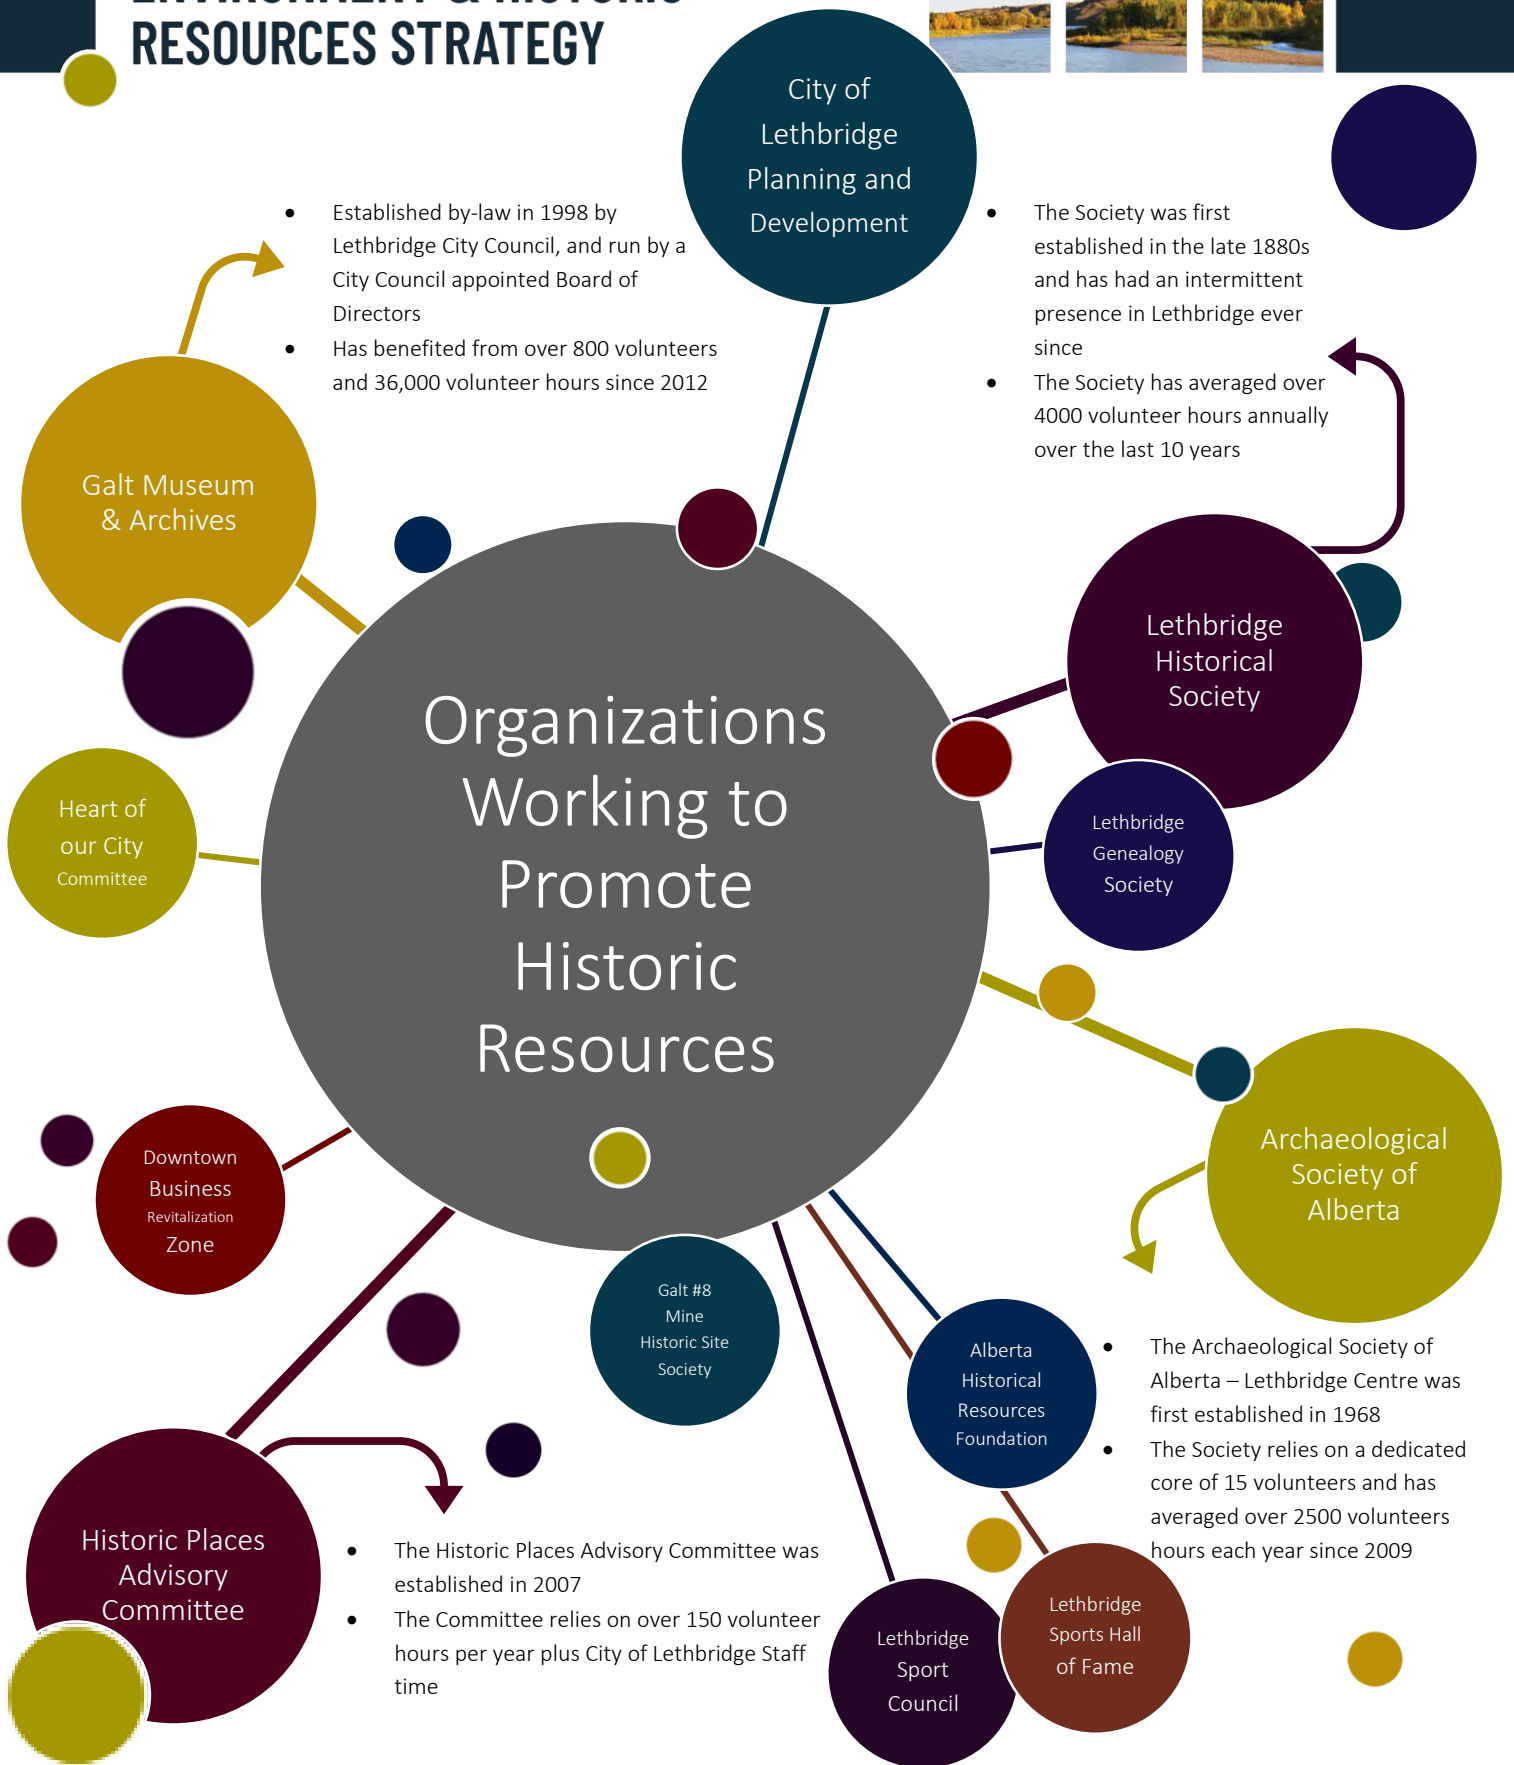 ENVIRONMENT & HISTORIC
RESOURCES STRATEGY
City of
Lethbridge
Planning and
Development
• Established by-law in 1998 by
Lethbridge City Council, and run by a
City Council appointed Board of
Directors
• Has benefited from over 800 volunteers
and 36,000 volunteer hours since 2012
• The Society was first
established in the late 1880s
and has had an intermittent
presence in Lethbridge ever
since
• The Society has averaged over
4000 volunteer hours annually
over the last 10 years
Galt Museum
& Archives
Lethbridge
Historical
Society
Organizations
Working to
Promote
Historic
Resources
Heart of
our City
Committee
Lethbridge
Genealogy
Society
Archaeological
Society of
Alberta
Downtown
Business
Revitalization
Zone
Galt #8
Mine
Historic Site
Society
Alberta
Historical
Resources
Foundation
• The Archaeological Society of
Alberta – Lethbridge Centre was
first established in 1968
• The Society relies on a dedicated
core of 15 volunteers and has
averaged over 2500 volunteers
hours each year since 2009
Historic Places
Advisory
Committee
• The Historic Places Advisory Committee was
established in 2007
• The Committee relies on over 150 volunteer
hours per year plus City of Lethbridge Staff
time
Lethbridge
Sport
Council
Lethbridge
Sports Hall
of Fame